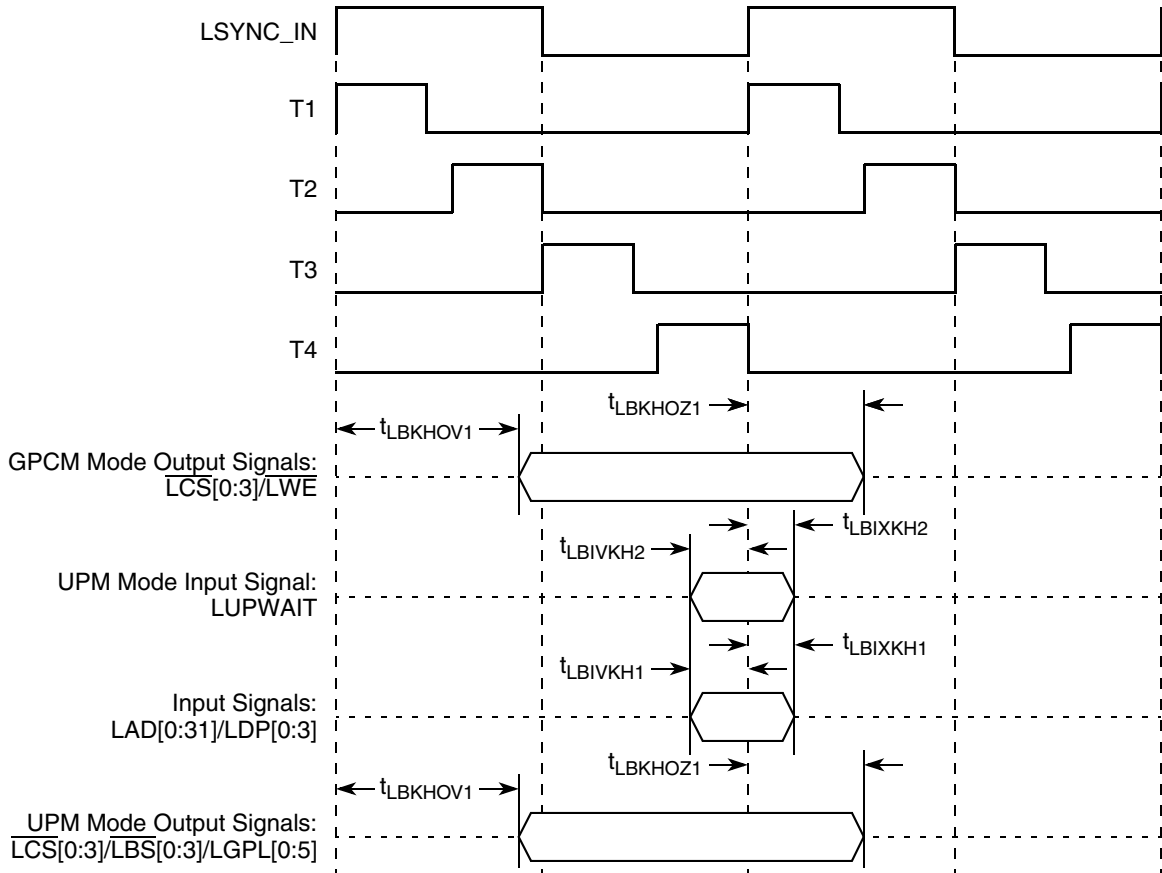 LSYNC_IN
T1
T2
T3
T4
tLBKHOZ1
tLBKHOV1
GPCM Mode Output Signals:
LCS[0:3]/LWE
tLBIXKH2
tLBIVKH2
UPM Mode Input Signal:
LUPWAIT
tLBIXKH1
tLBIVKH1
Input Signals:
LAD[0:31]/LDP[0:3]
tLBKHOZ1
tLBKHOV1
UPM Mode Output Signals:
LCS[0:3]/LBS[0:3]/LGPL[0:5]